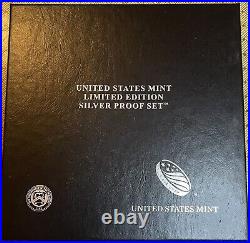 UNITED STATES MINT
LIMITED EDITION
SILVER PROOF SET™
UNITED STATES MINT